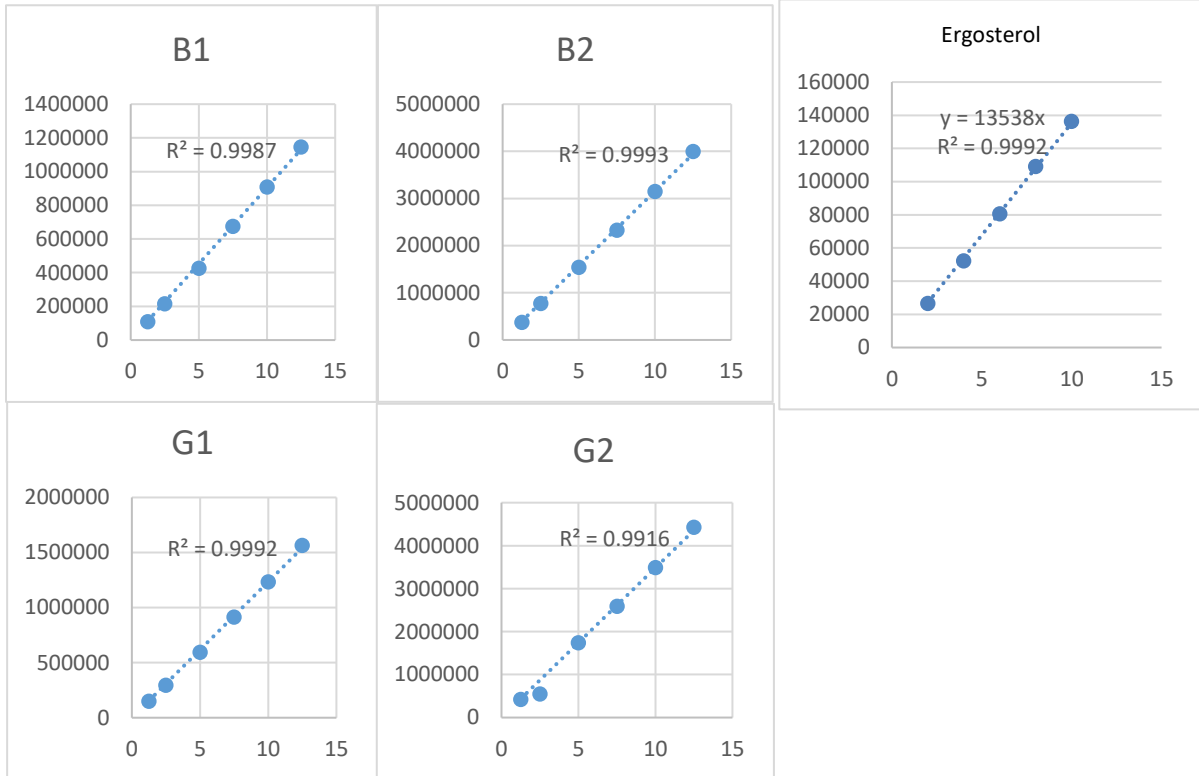 B1
1400000
1200000
1000000
800000
600000
400000
200000
0
R² = 0.9987
0 5 10 15
B2
5000000
4000000
3000000
2000000
1000000
0
R² = 0.9993
0 5 10 15
Ergosterol
160000
140000
120000
100000
80000
60000
40000
20000
0
y = 13538x
R² = 0.9992
0 5 10 15
G1
2000000
1500000
1000000
500000
0
R² = 0.9992
0 5 10 15
G2
5000000
4000000
3000000
2000000
1000000
0
R² = 0.9916
0 5 10 15